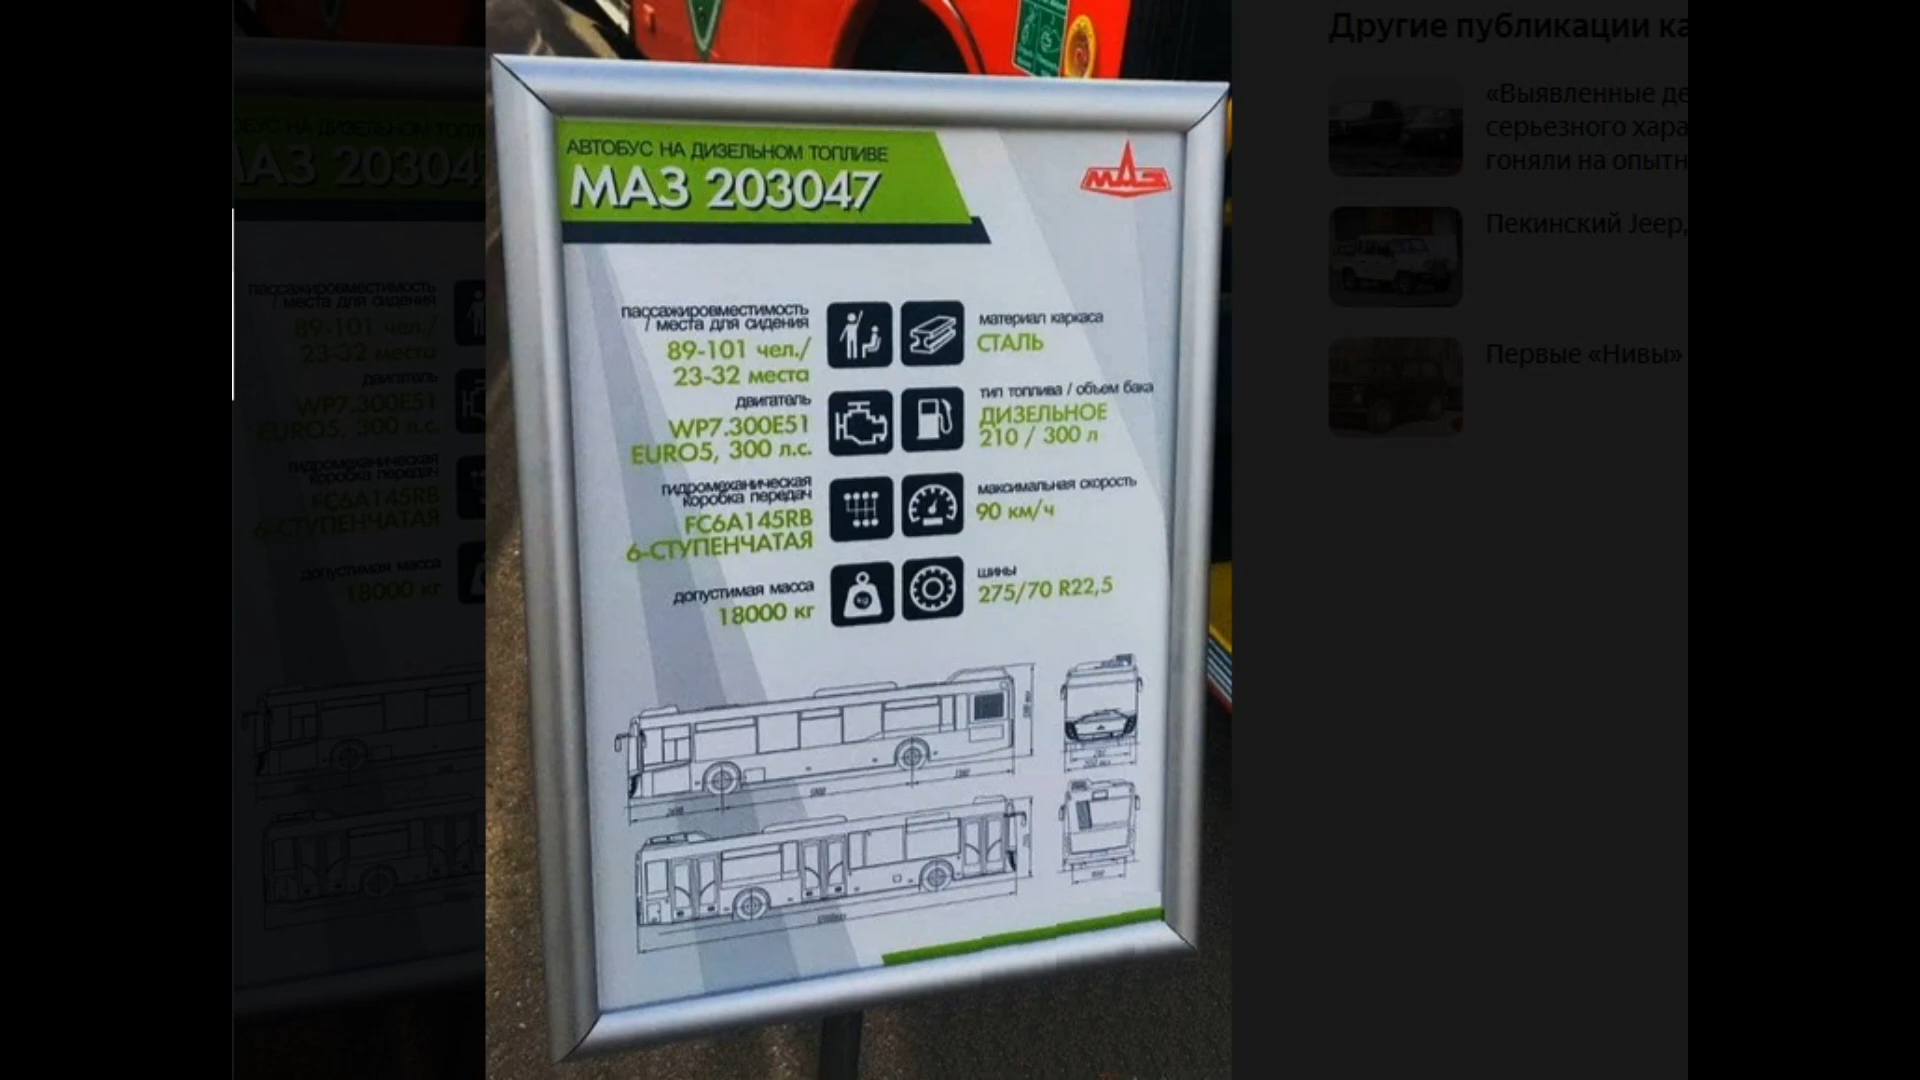 АВТОБУС НА ДИЗЕЛЬНОМ ТОПЛИВЕ
МАЗ 203047
МАЗ
пассажировместимость
/ места для сидения
89-101 чел./
23-32 места
двигатель
WP7.300E51
EURO5, 300 л.с.
гидромеханическая
коробка передач
FC6A145RB
6-СТУПЕНЧАТАЯ
допустимая масса
18000 кг
kg
материал каркаса
СТАЛЬ
тип топлива / объем бака
ДИЗЕЛЬНОЕ
210 / 300 л
максимальная скорость
90 км/ч
шины
275/70 R22,5
Другие публикации ка
«Выявленные де
серьезного хара
гоняли на опытн
Пекинский Jeep,
Первые «Нивы»